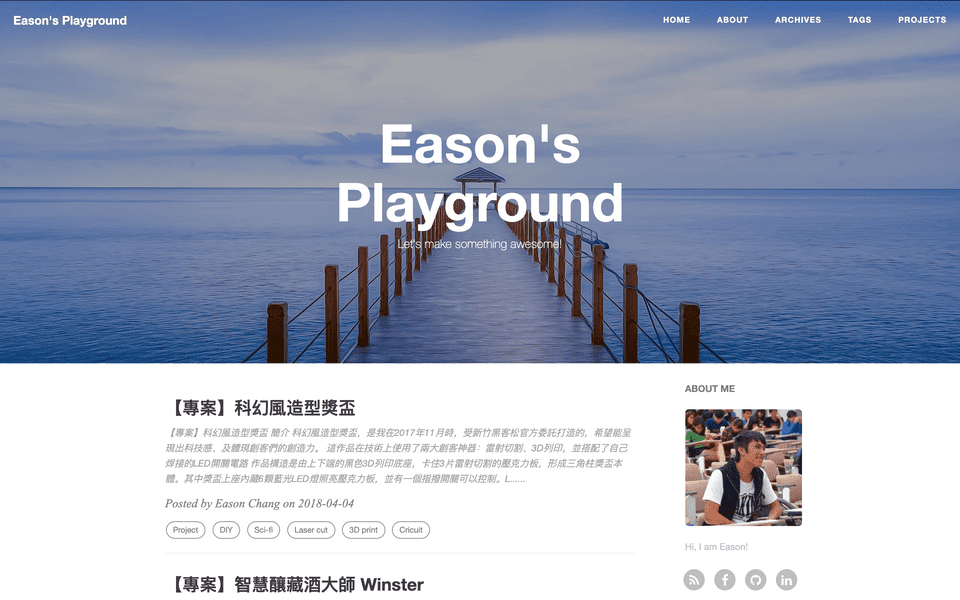 Eason's Playground
HOME ABOUT ARCHIVES TAGS PROJECTS
Eason's
Playground
Let's make something awesome!
【專案】科幻風造型獎盃
【專案】科幻風造型獎盃 簡介 科幻風造型獎盃，是我在2017年11月時，受新竹黑客松官方委託打造的，希望能呈
現出科技感、及體現創客們的創造力。 這作品在技術上使用了兩大創客神器：雷射切割、3D列印，並搭配了自己
焊接的LED開關電路 作品構造是由上下端的黑色3D列印底座，卡住3片雷射切割的壓克力板，形成三角柱獎盃本
體。其中獎盃上座內藏6顆藍光LED燈照亮壓克力板，並有一個指撥開關可以控制。L......
Posted by Eason Chang on 2018-04-04
Project DIY Sci-fi Laser cut 3D print Cricuit
【專案】智慧釀藏酒大師 Winster
ABOUT ME
Hi, I am Eason!